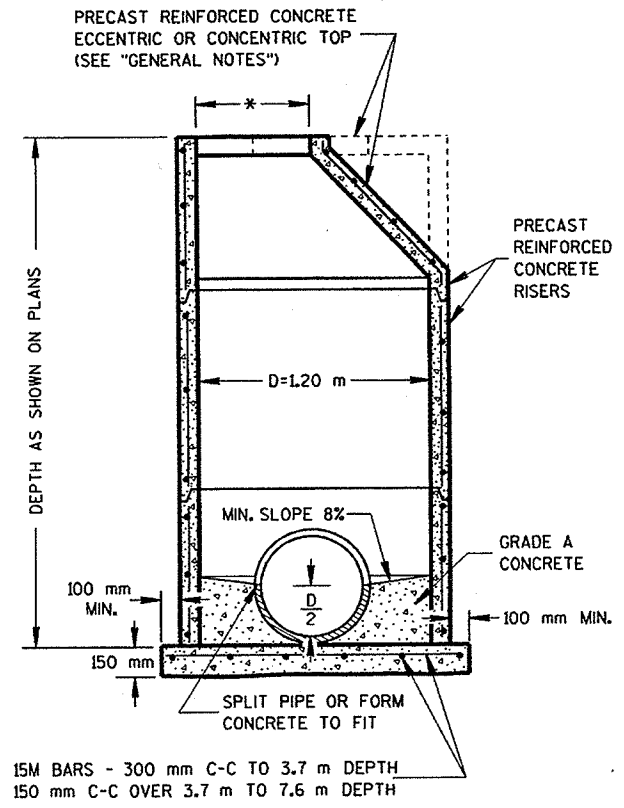 PRECAST REINFORCED CONCRETE
ECCENTRIC OR CONCENTRIC TOP
(SEE "GENERAL NOTES")
*
PRECAST
REINFORCED
CONCRETE
RISERS
DEPTH AS SHOWN ON PLANS
D=1.20 m
MIN. SLOPE 8%
GRADE A
CONCRETE
100 mm
MIN.
D
2
100 mm MIN.
150 mm
SPLIT PIPE OR FORM
CONCRETE TO FIT
15M BARS - 300 mm C-C TO 3.7 m DEPTH
150 mm C-C OVER 3.7 m TO 7.6 m DEPTH